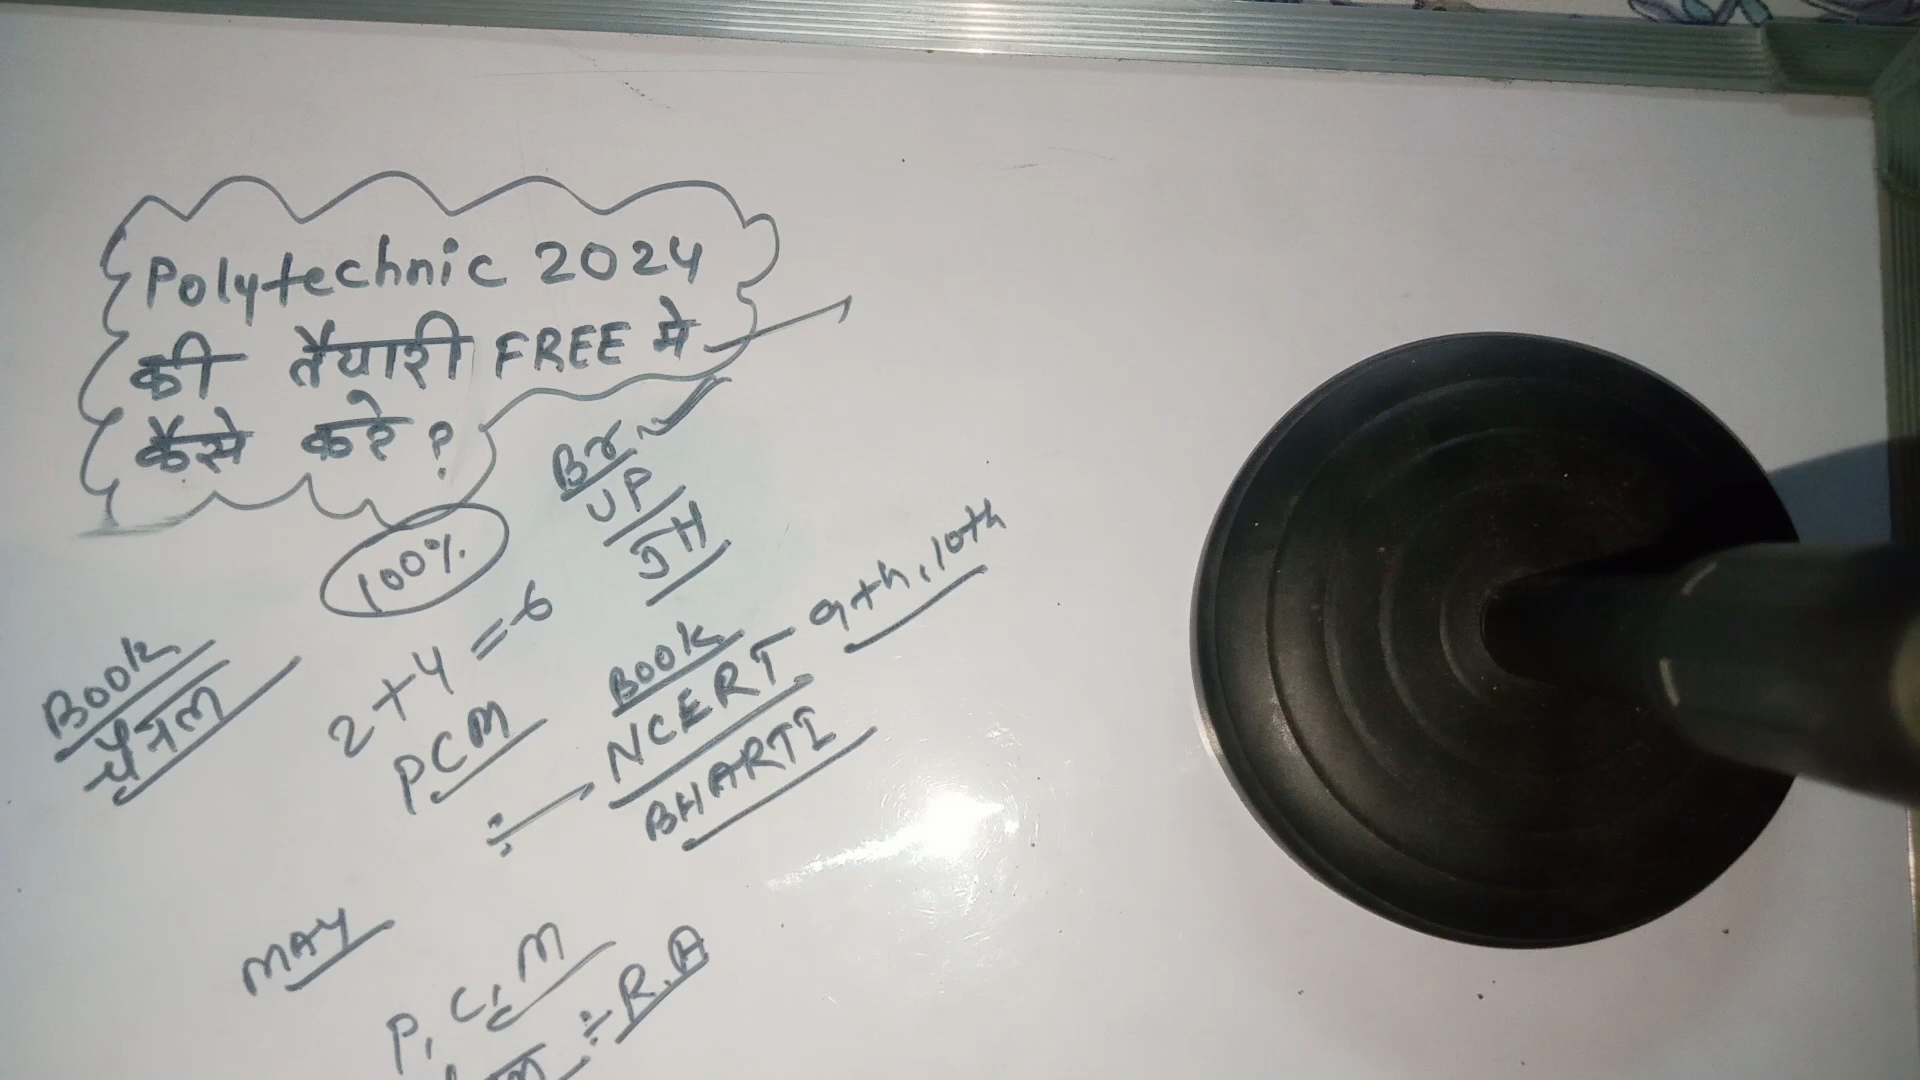 Polytechnic 2024
की तैयारी FREE मे
कैसे करे ?
100%
Br.
UP
JH
Book
चैनल
2+4=6
PCM
BOOK
NCERT 9th, 10th
BHARTI
MAY
P, C, M
R.A